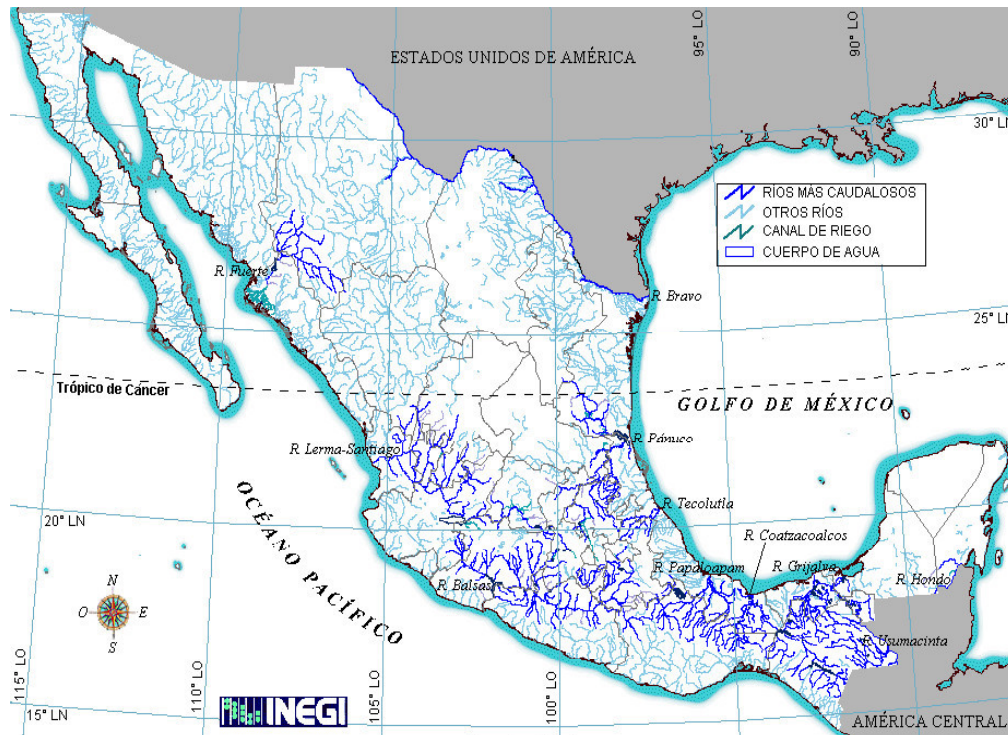 ESTADOS UNIDOS DE AMÉRICA
95° LO
90° LO
30° LN
RÍOS MÁS CAUDALOSOS
OTROS RÍOS
CANAL DE RIEGO
CUERPO DE AGUA
R. Fuerte
R. Bravo
25° LN
Trópico de Cáncer
GOLFO DE MÉXICO
R. Pánuco
R. Lerma-Santiago
R. Tecolutla
20° LN
OCÉANO PACÍFICO
R. Coatzacoalcos
R. Papaloapam
R. Grijalva
R. Hondo
R. Balsas
N
O
E
S
R. Usumacinta
115° LO
110° LO
105° LO
100° LO
15° LN
INEGI
AMÉRICA CENTRAL